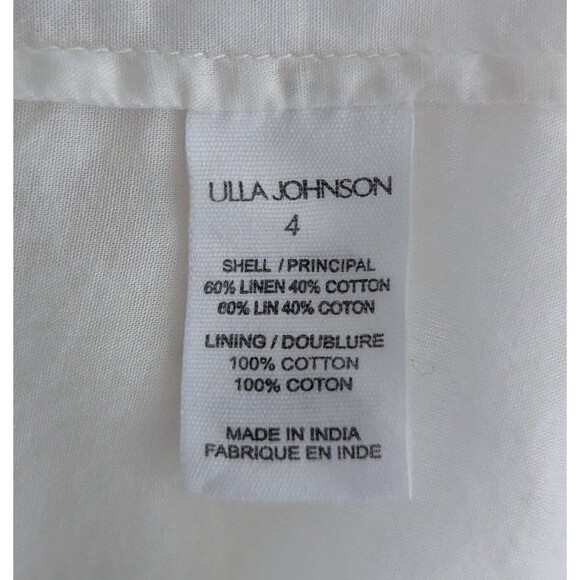 ULLA JOHNSON
4
SHELL / PRINCIPAL
60% LINEN 40% COTTON
60% LIN 40% COTON
LINING / DOUBLURE
100% COTTON
100% COTON
MADE IN INDIA
FABRIQUE EN INDE